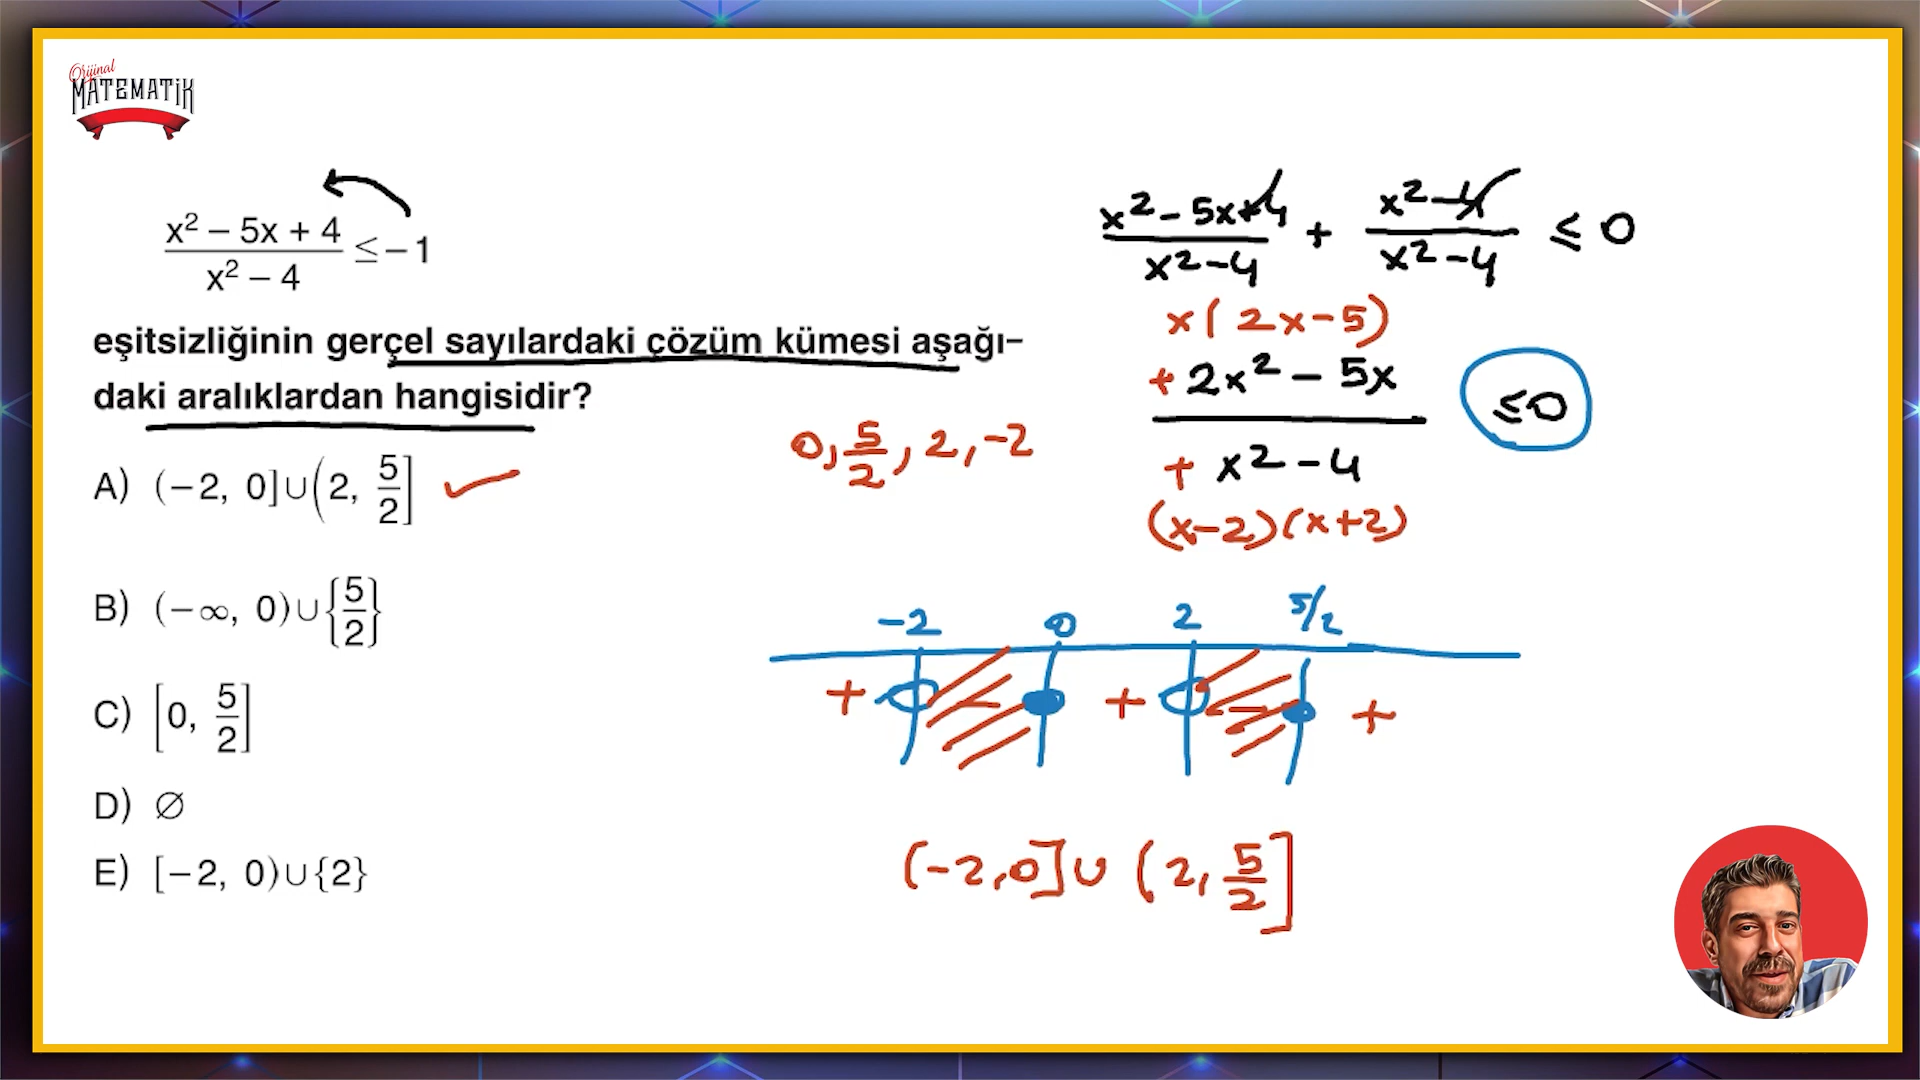 Orijinal
MATEMATİK
x² − 5x + 4 / x² − 4 ≤ −1
eşitsizliğinin gerçel sayılardaki çözüm kümesi aşağı−
daki aralıklardan hangisidir?
A) (−2, 0]∪(2, 5/2]
B) (−∞, 0)∪{5/2}
C) [0, 5/2]
D) ∅
E) [−2, 0)∪{2}
x²-5x+4 / x²-4 + x²-4 / x²-4 ≤ 0
x(2x-5)
+ 2x² - 5x
≤0
+ x² - 4
(x-2)(x+2)
0, 5/2, 2, -2
-2 0 2 5/2
+ - + - +
(-2,0]∪(2, 5/2]